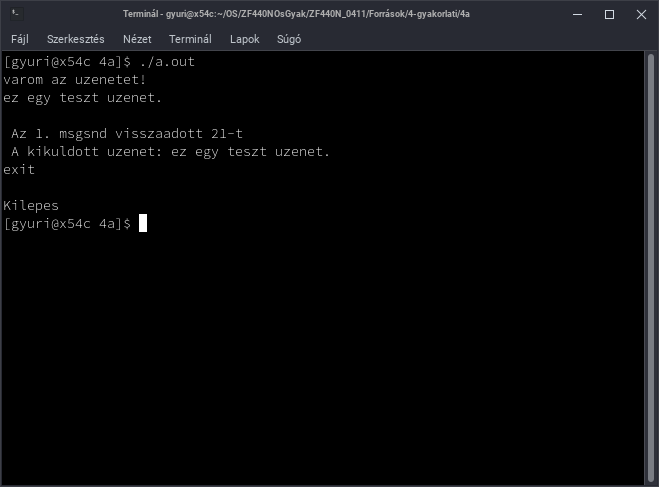 Terminál - gyuri@x54c:~/OS/ZF440NOsGyak/ZF440N_0411/Források/4-gyakorlati/4a
Fájl Szerkesztés Nézet Terminál Lapok Súgó
[gyuri@x54c 4a]$ ./a.out
varom az uzenetet!
ez egy teszt uzenet.
Az 1. msgsnd visszaadott 21-t
A kikuldott uzenet: ez egy teszt uzenet.
exit
Kilepes
[gyuri@x54c 4a]$